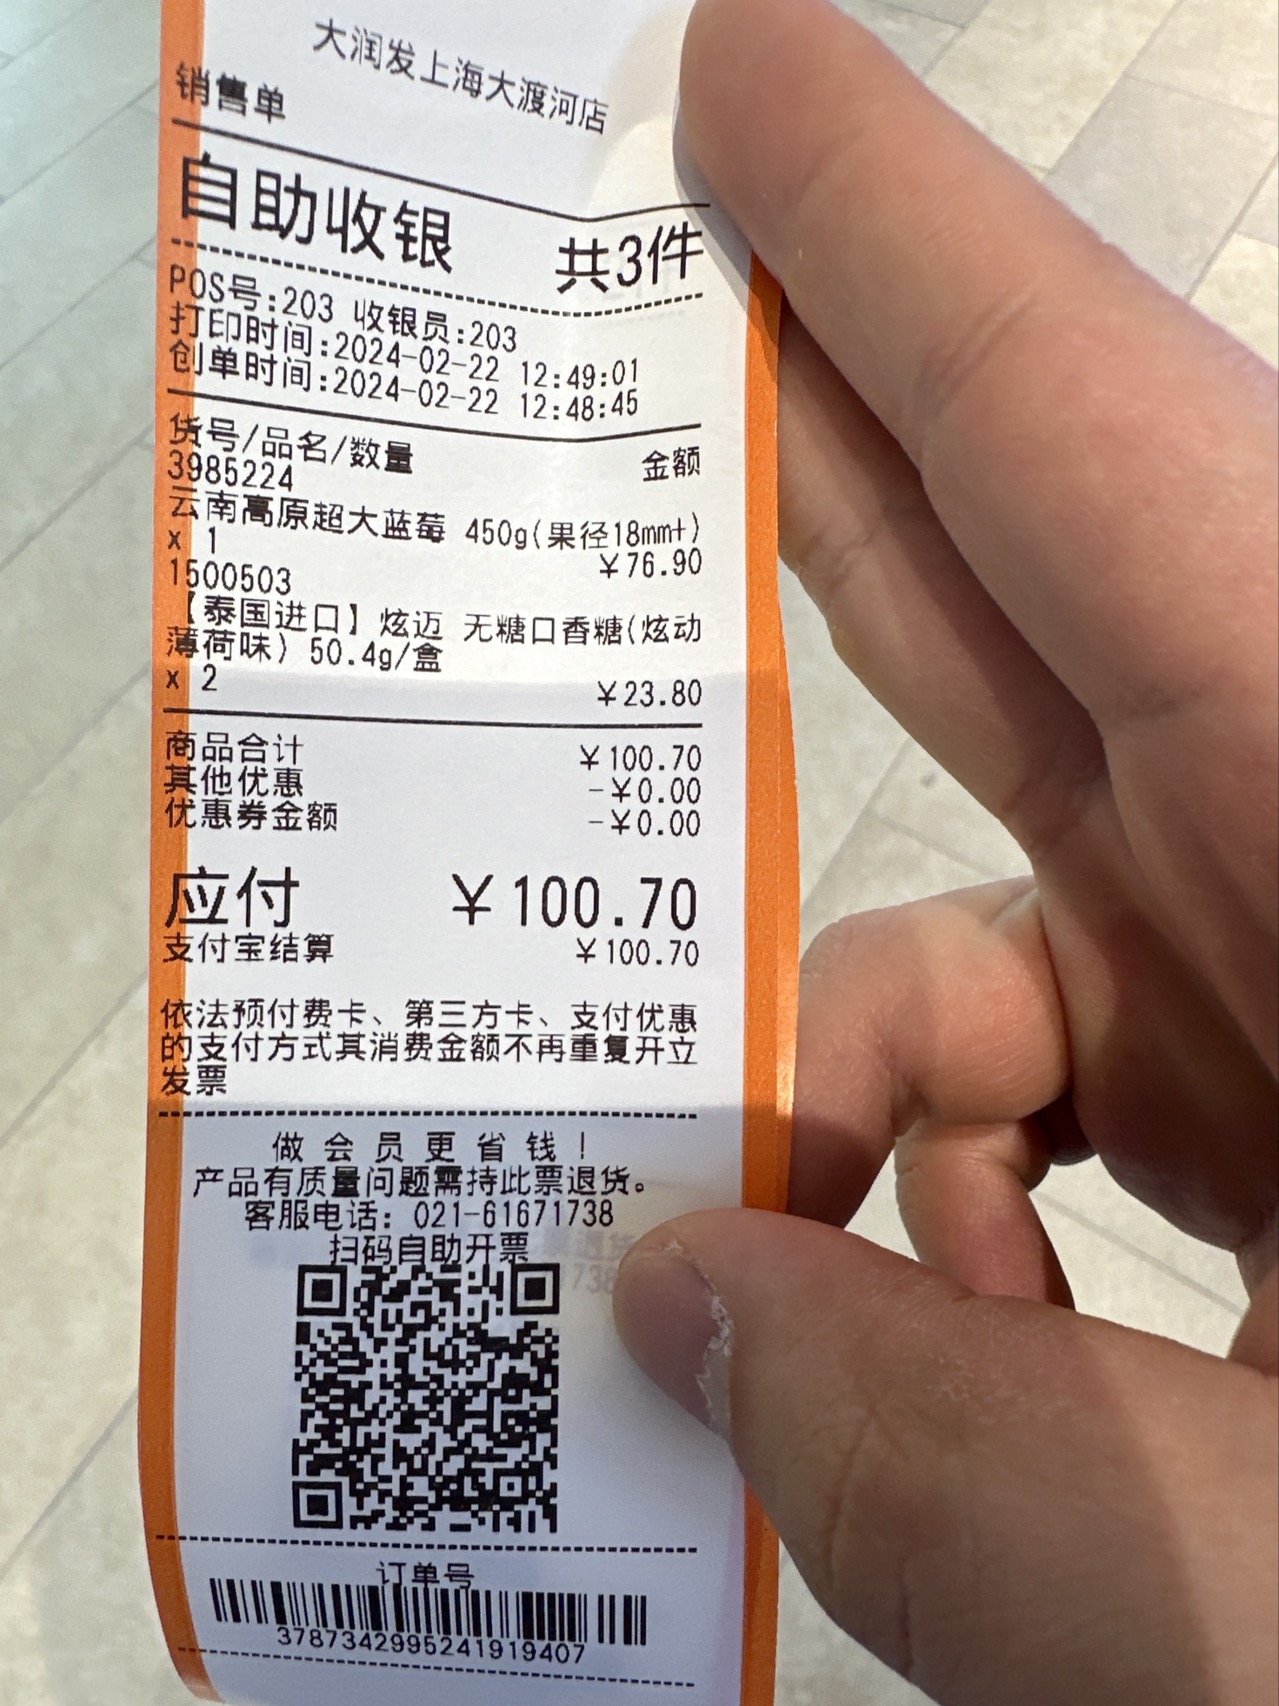 大润发上海大渡河店
销售单
自助收银 共3件
POS号:203 收银员:203
打印时间:2024-02-22 12:49:01
创单时间:2024-02-22 12:48:45
货号/品名/数量 金额
3985224
云南高原超大蓝莓 450g(果径18mm+)
x 1 ￥76.90
1500503
【泰国进口】炫迈 无糖口香糖(炫动
薄荷味) 50.4g/盒
x 2 ￥23.80
商品合计 ￥100.70
其他优惠 -￥0.00
优惠券金额 -￥0.00
应付 ￥100.70
支付宝结算 ￥100.70
依法预付费卡、第三方卡、支付优惠
的支付方式其消费金额不再重复开立
发票
做会员更省钱!
产品有质量问题需持此票退货。
客服电话: 021-61671738
扫码自助开票
订单号
3787342995241919407